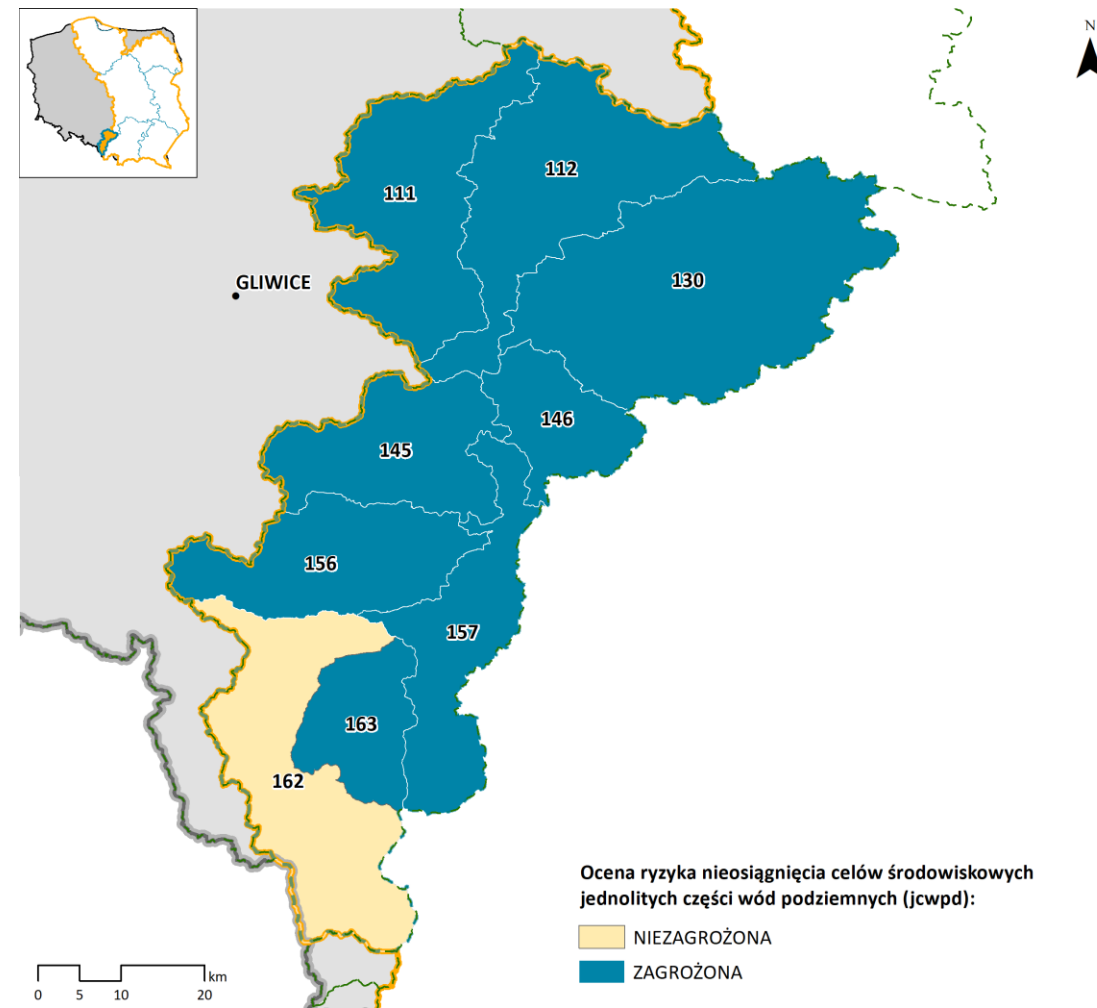 N
112
111
130
GLIWICE
146
145
156
157
163
162
Ocena ryzyka nieosiągnięcia celów środowiskowych
jednolitych części wód podziemnych (jcwpd):
NIEZAGROŻONA
ZAGROŻONA
km
0 5 10 20